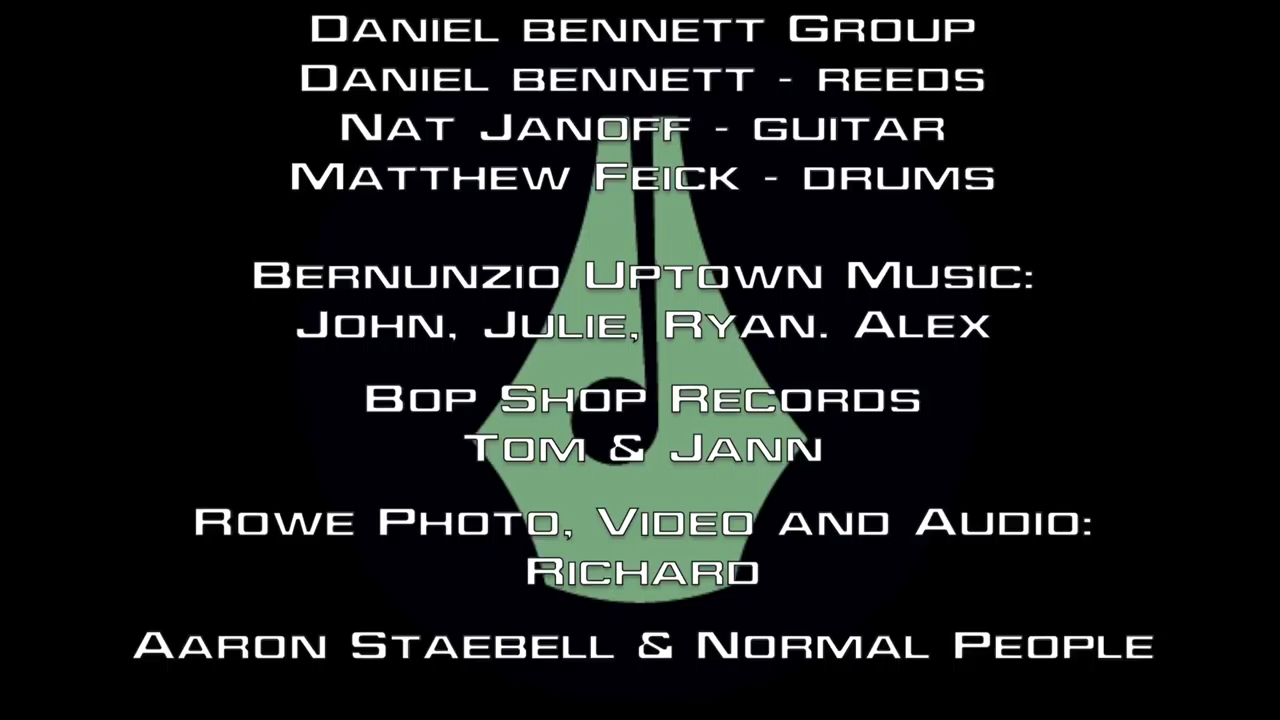 Daniel bennett Group
Daniel bennett - reeds
Nat Janoff - guitar
Matthew Feick - drums
Bernunzio Uptown Music:
John, Julie, Ryan. Alex
Bop Shop Records
Tom & Jann
Rowe Photo, Video and Audio:
Richard
Aaron Staebell & Normal People